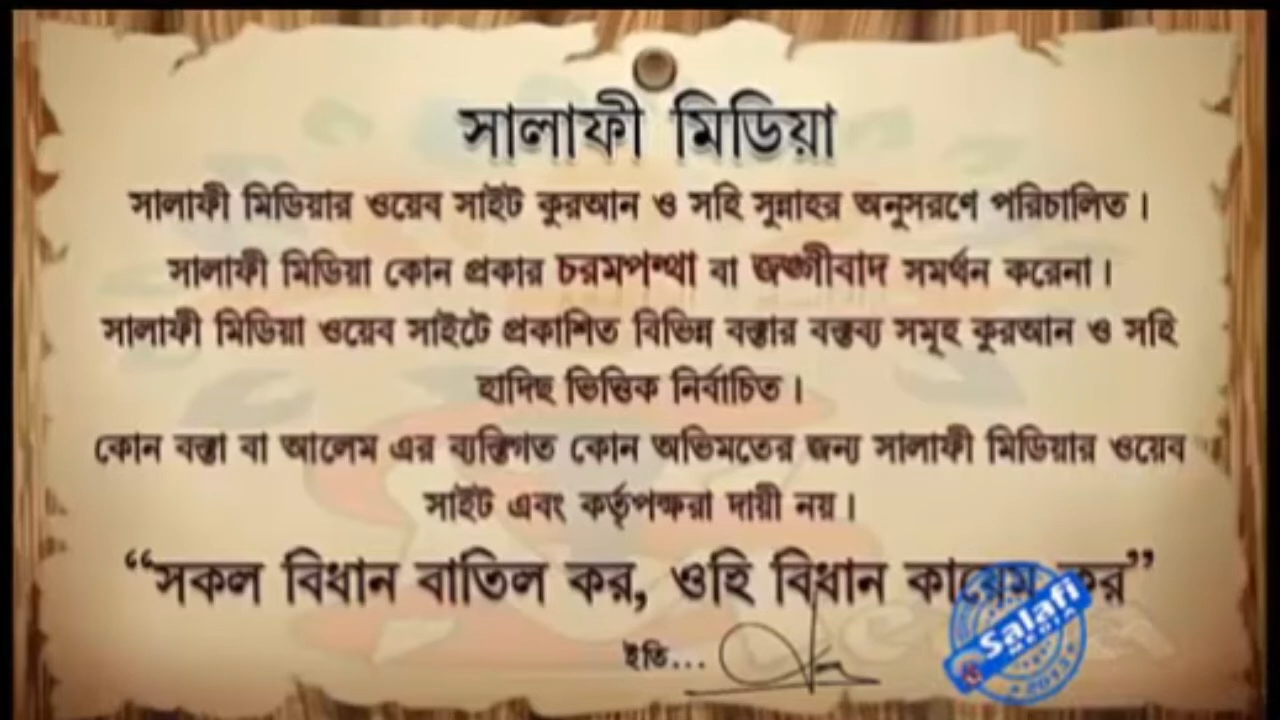 সালাফী মিডিয়া
সালাফী মিডিয়ার ওয়েব সাইট কুরআন ও সহি সুন্নাহর অনুসরণে পরিচালিত।
সালাফী মিডিয়া কোন প্রকার চরমপন্থা বা জঙ্গীবাদ সমর্থন করেনা।
সালাফী মিডিয়া ওয়েব সাইটে প্রকাশিত বিভিন্ন বক্তার বক্তব্য সমূহ কুরআন ও সহি
হাদিছ ভিত্তিক নির্বাচিত।
কোন বক্তা বা আলেম এর ব্যক্তিগত কোন অভিমতের জন্য সালাফী মিডিয়ার ওয়েব
সাইট এবং কর্তৃপক্ষরা দায়ী নয়।
“সকল বিধান বাতিল কর, ওহি বিধান কায়েম কর”
ইতি...
Salafi
MEDIA
2013